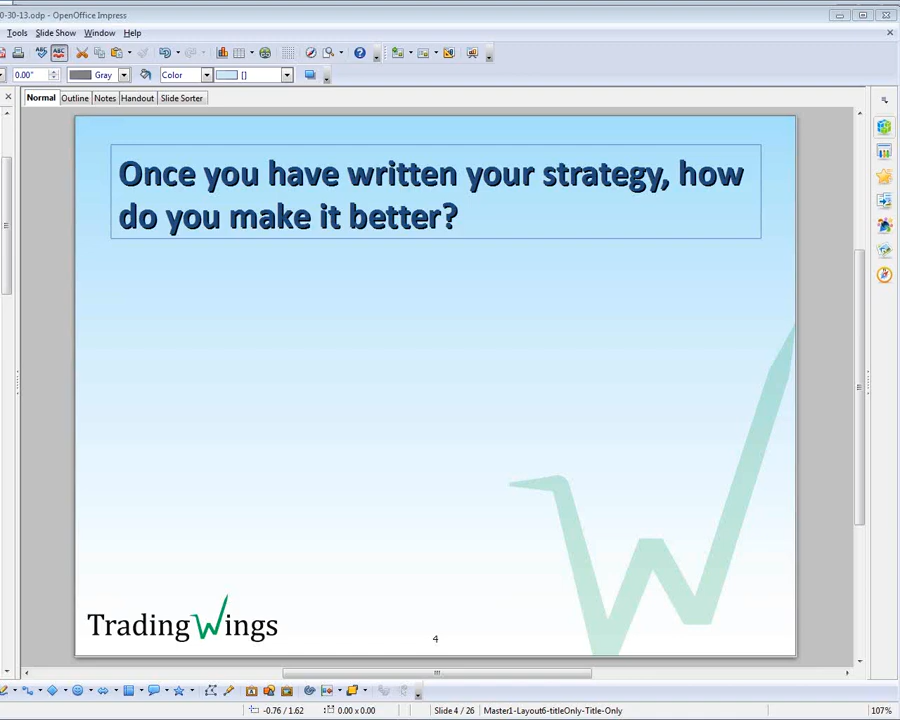 0-30-13.odp - OpenOffice Impress
Tools Slide Show Window Help
0.00" Gray Color []
Normal Outline Notes Handout Slide Sorter
Once you have written your strategy, how
do you make it better?
TradingWings
4
-0.76 / 1.62 0.00 x 0.00 Slide 4 / 26 Master1-Layout6-titleOnly-Title-Only 107%